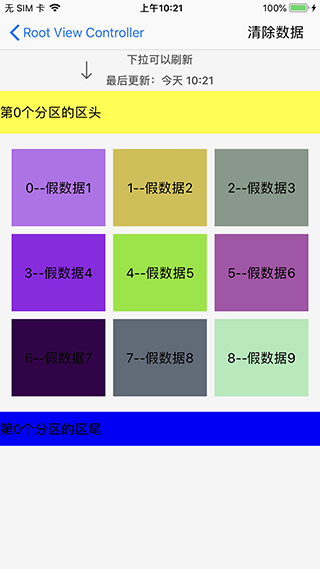 无 SIM 卡 上午10:21 100%
Root View Controller 清除数据
下拉可以刷新
最后更新：今天 10:21
第0个分区的区头
0--假数据1 1--假数据2 2--假数据3
3--假数据4 4--假数据5 5--假数据6
6--假数据7 7--假数据8 8--假数据9
第0个分区的区尾